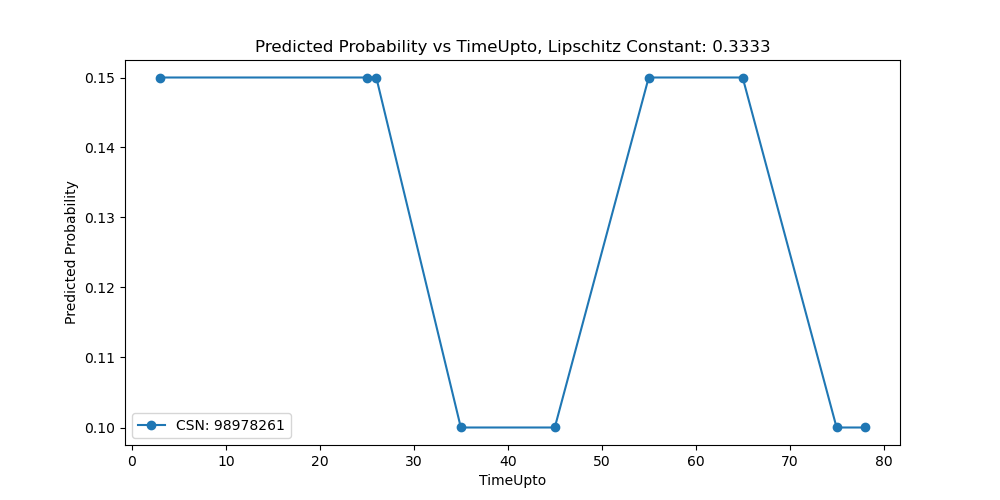 Predicted Probability vs TimeUpto, Lipschitz Constant: 0.3333
Predicted Probability
0.15
0.14
0.13
0.12
0.11
0.10
CSN: 98978261
0 10 20 30 40 50 60 70 80
TimeUpto